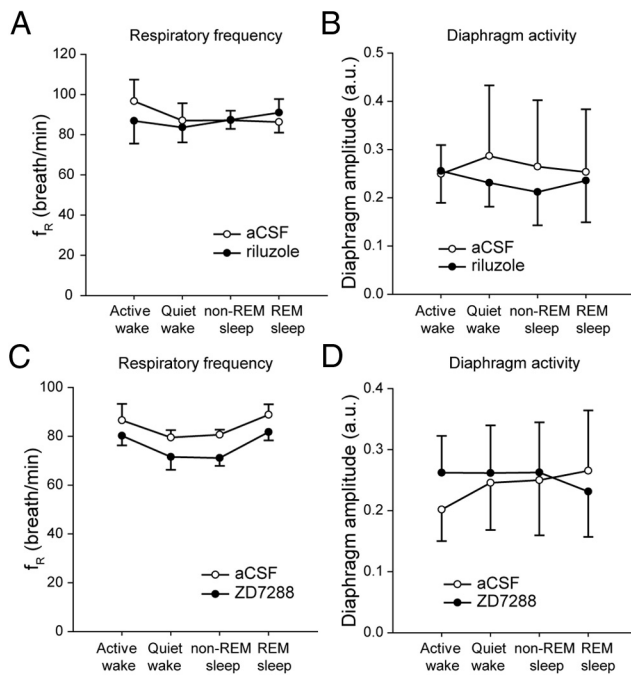 A
Respiratory frequency
f_R (breath/min)
120
100
80
60
40
20
0
aCSF
riluzole
Active wake
Quiet wake
non-REM sleep
REM sleep
B
Diaphragm activity
Diaphragm amplitude (a.u.)
0.5
0.4
0.3
0.2
0.1
0.0
aCSF
riluzole
Active wake
Quiet wake
non-REM sleep
REM sleep
C
Respiratory frequency
f_R (breath/min)
100
80
60
40
20
0
aCSF
ZD7288
Active wake
Quiet wake
non-REM sleep
REM sleep
D
Diaphragm activity
Diaphragm amplitude (a.u.)
0.4
0.3
0.2
0.1
0.0
aCSF
ZD7288
Active wake
Quiet wake
non-REM sleep
REM sleep